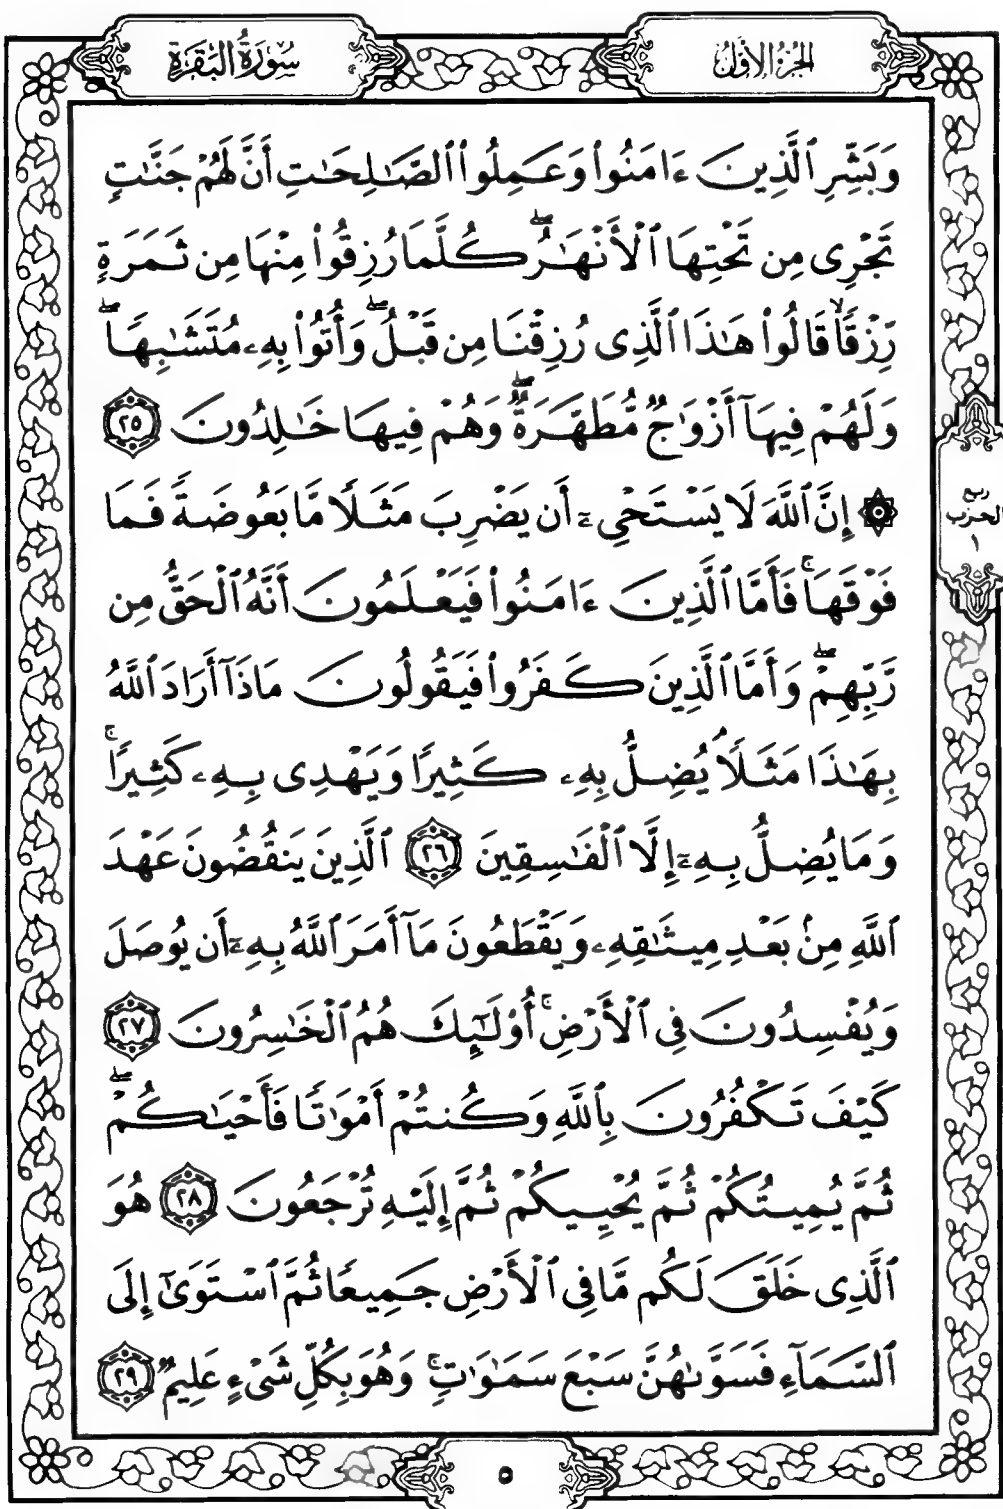 الجزء الأول
سورة البقرة
وَبَشِّرِ ٱلَّذِينَ ءَامَنُوا۟ وَعَمِلُوا۟ ٱلصَّـٰلِحَـٰتِ أَنَّ لَهُمْ جَنَّـٰتٍ
تَجْرِى مِن تَحْتِهَا ٱلْأَنْهَـٰرُ ۖ كُلَّمَا رُزِقُوا۟ مِنْهَا مِن ثَمَرَةٍ
رِّزْقًا ۙ قَالُوا۟ هَـٰذَا ٱلَّذِى رُزِقْنَا مِن قَبْلُ ۖ وَأُتُوا۟ بِهِۦ مُتَشَـٰبِهًا ۖ
وَلَهُمْ فِيهَآ أَزْوَٰجٌ مُّطَهَّرَةٌ ۖ وَهُمْ فِيهَا خَـٰلِدُونَ ٢٥
۞ إِنَّ ٱللَّهَ لَا يَسْتَحْىِۦٓ أَن يَضْرِبَ مَثَلًا مَّا بَعُوضَةً فَمَا
فَوْقَهَا ۚ فَأَمَّا ٱلَّذِينَ ءَامَنُوا۟ فَيَعْلَمُونَ أَنَّهُ ٱلْحَقُّ مِن
رَّبِّهِمْ ۖ وَأَمَّا ٱلَّذِينَ كَفَرُوا۟ فَيَقُولُونَ مَاذَآ أَرَادَ ٱللَّهُ
بِهَـٰذَا مَثَلًا ۘ يُضِلُّ بِهِۦ كَثِيرًا وَيَهْدِى بِهِۦ كَثِيرًا ۚ
وَمَا يُضِلُّ بِهِۦٓ إِلَّا ٱلْفَـٰسِقِينَ ٢٦ ٱلَّذِينَ يَنقُضُونَ عَهْدَ
ٱللَّهِ مِنۢ بَعْدِ مِيثَـٰقِهِۦ وَيَقْطَعُونَ مَآ أَمَرَ ٱللَّهُ بِهِۦٓ أَن يُوصَلَ
وَيُفْسِدُونَ فِى ٱلْأَرْضِ ۚ أُو۟لَـٰٓئِكَ هُمُ ٱلْخَـٰسِرُونَ ٢٧
كَيْفَ تَكْفُرُونَ بِٱللَّهِ وَكُنتُمْ أَمْوَٰتًا فَأَحْيَـٰكُمْ ۖ
ثُمَّ يُمِيتُكُمْ ثُمَّ يُحْيِيكُمْ ثُمَّ إِلَيْهِ تُرْجَعُونَ ٢٨ هُوَ
ٱلَّذِى خَلَقَ لَكُم مَّا فِى ٱلْأَرْضِ جَمِيعًا ثُمَّ ٱسْتَوَىٰٓ إِلَى
ٱلسَّمَآءِ فَسَوَّىٰهُنَّ سَبْعَ سَمَـٰوَٰتٍ ۚ وَهُوَ بِكُلِّ شَىْءٍ عَلِيمٌ ٢٩
ربع
الحزب
١
٥